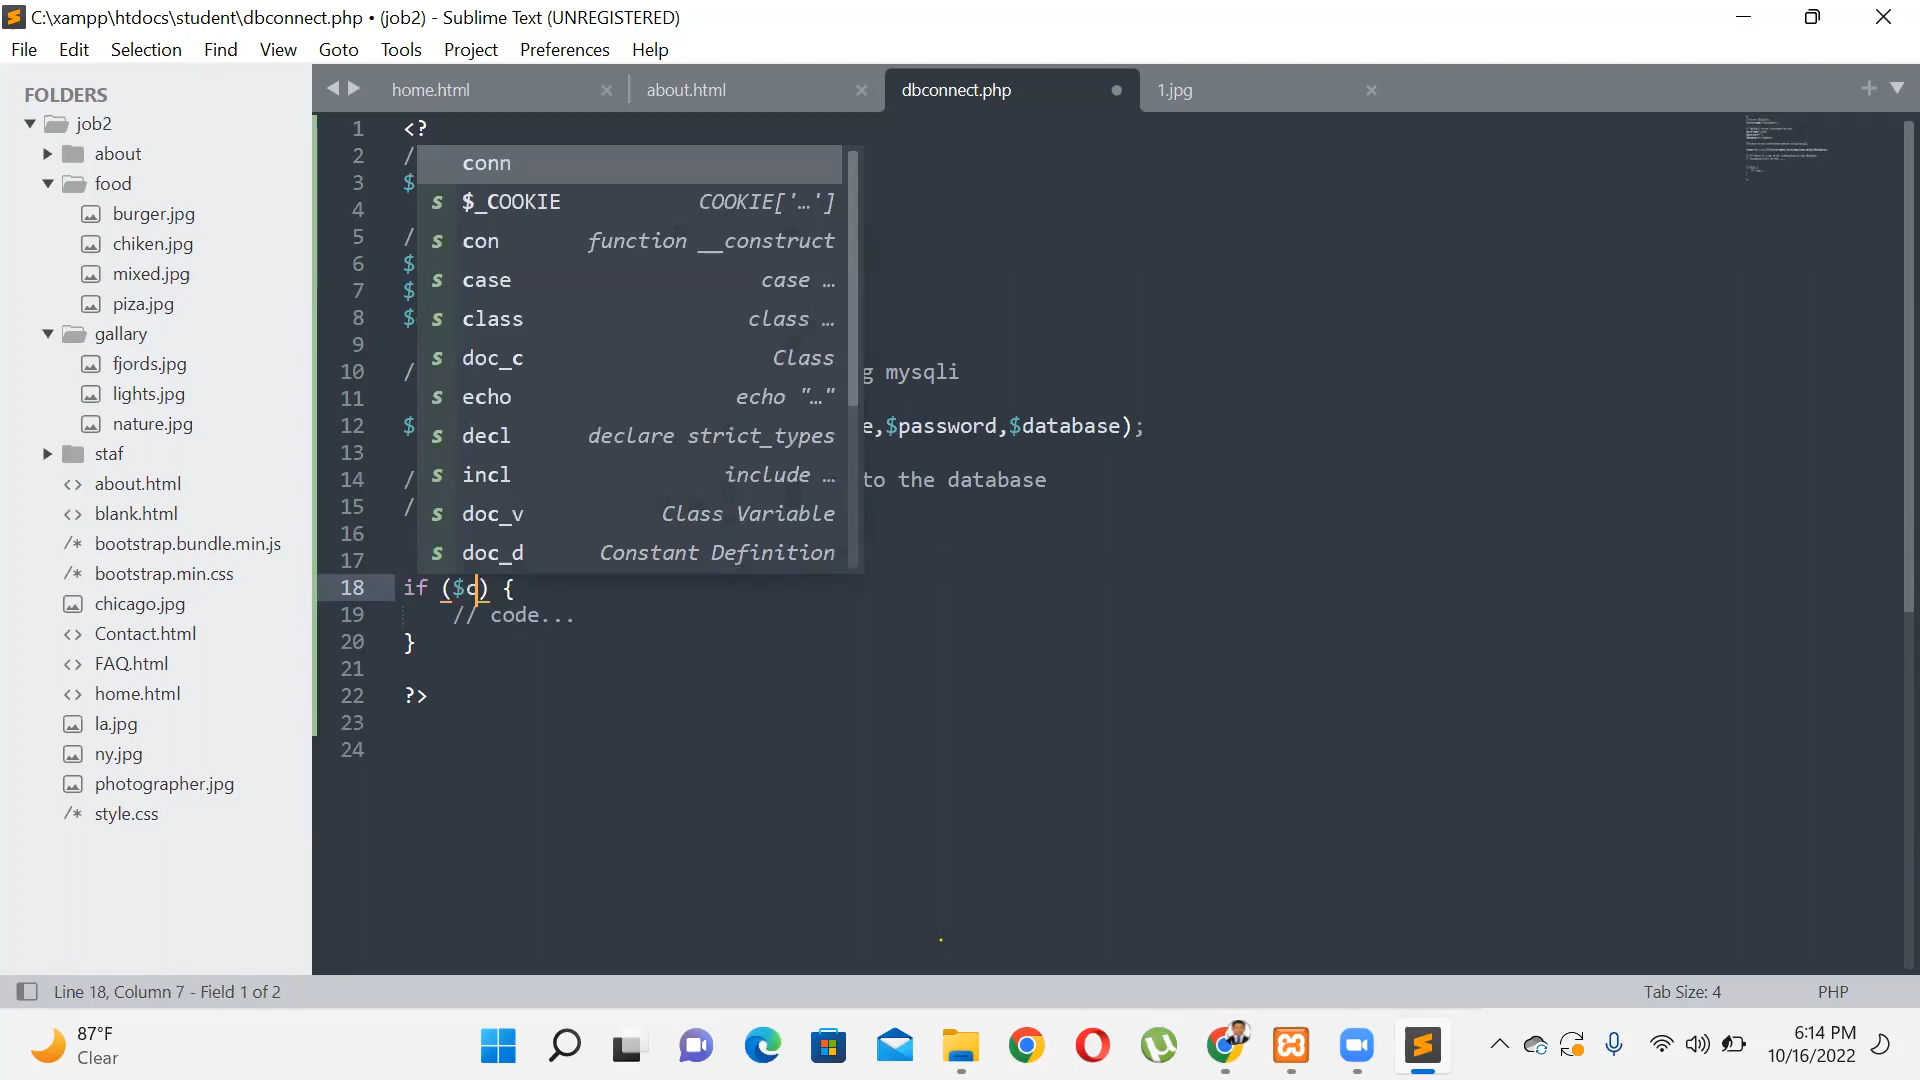 C:\xampp\htdocs\student\dbconnect.php • (job2) - Sublime Text (UNREGISTERED)
File Edit Selection Find View Goto Tools Project Preferences Help
FOLDERS
job2
about
food
burger.jpg
chiken.jpg
mixed.jpg
piza.jpg
gallary
fjords.jpg
lights.jpg
nature.jpg
staf
about.html
blank.html
/* bootstrap.bundle.min.js
/* bootstrap.min.css
chicago.jpg
<> Contact.html
<> FAQ.html
<> home.html
la.jpg
ny.jpg
photographer.jpg
/* style.css
home.html about.html dbconnect.php 1.jpg
1 <?
2 /
3 $
4
5 /
6 $
7 $
8 $
9
10 / g mysqli
11
12 $ e,$password,$database);
13
14 / to the database
15 /
16
17
18 if ($c) {
19 // code...
20 }
21
22 ?>
23
24
conn
s $_COOKIE COOKIE['…']
s con function __construct
s case case …
s class class …
s doc_c Class
s echo echo "…"
s decl declare strict_types
s incl include …
s doc_v Class Variable
s doc_d Constant Definition
Line 18, Column 7 - Field 1 of 2 Tab Size: 4 PHP
87°F
Clear
6:14 PM
10/16/2022